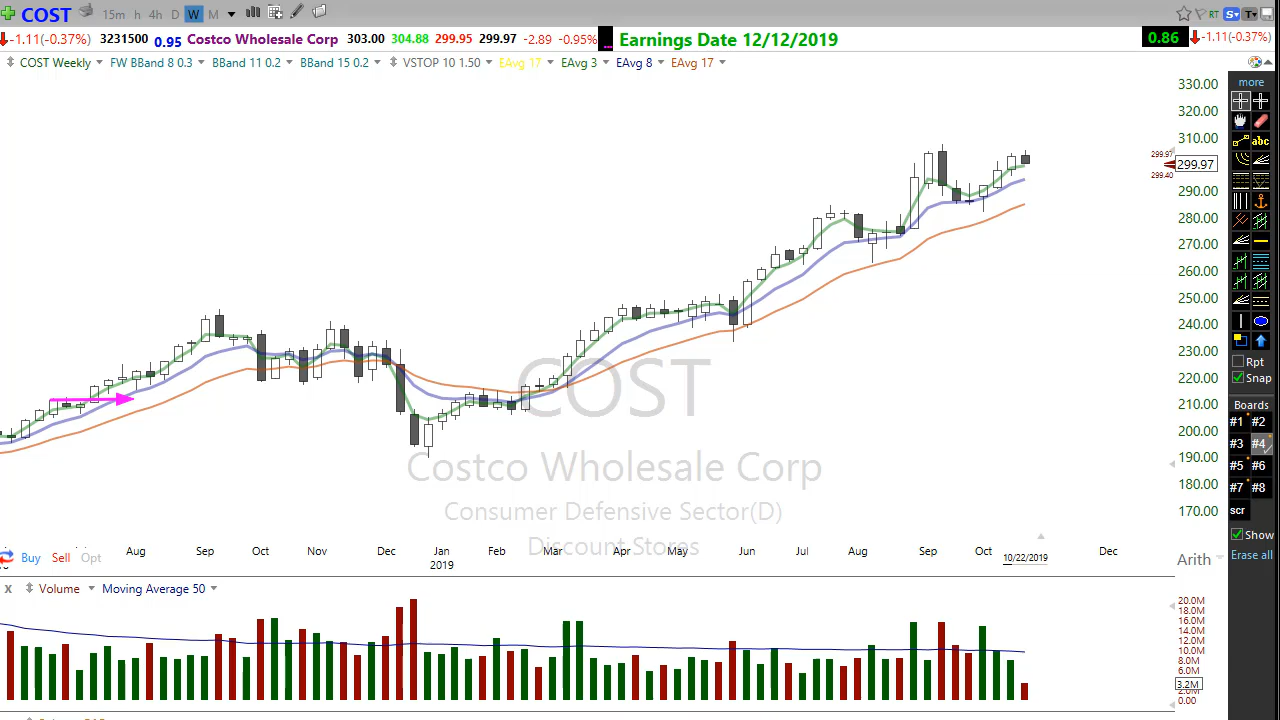 COST 15m h 4h D W M RT S T
-1.11(-0.37%) 3231500 0.95 Costco Wholesale Corp 303.00 304.88 299.95 299.97 -2.89 -0.95% Earnings Date 12/12/2019 0.86 -1.11(-0.37%)
COST Weekly FW BBand 8 0.3 BBand 11 0.2 BBand 15 0.2 VSTOP 10 1.50 EAvg 17 EAvg 3 EAvg 8 EAvg 17
more
abc
330.00
320.00
310.00
299.97
299.97
299.40
290.00
280.00
270.00
260.00
250.00
240.00
230.00
220.00
210.00
200.00
190.00
180.00
170.00
Rpt
Snap
Boards
#1 #2
#3 #4
#5 #6
#7 #8
scr
Show
Erase all
COST
Costco Wholesale Corp
Consumer Defensive Sector(D)
Discount Stores
Aug Sep Oct Nov Dec Jan Feb Mar Apr May Jun Jul Aug Sep Oct Dec
2019 10/22/2019
Buy Sell Opt
Arith
X Volume Moving Average 50
20.0M
18.0M
16.0M
14.0M
12.0M
10.0M
8.0M
6.0M
3.2M
2.0M
0.00